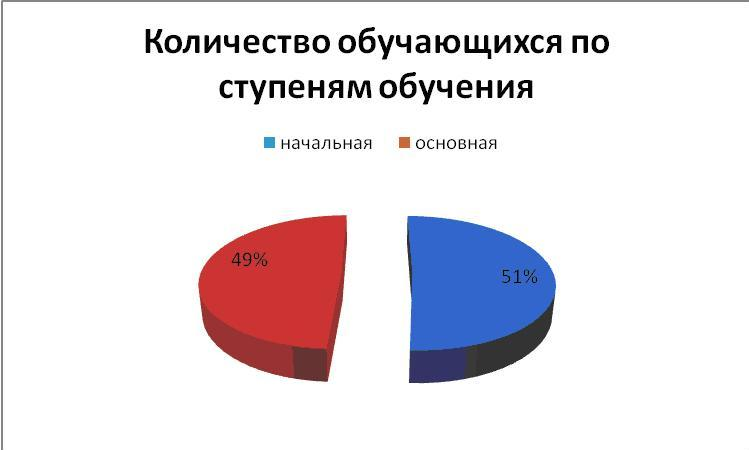 Количество обучающихся по
ступеням обучения
начальная основная
49%
51%